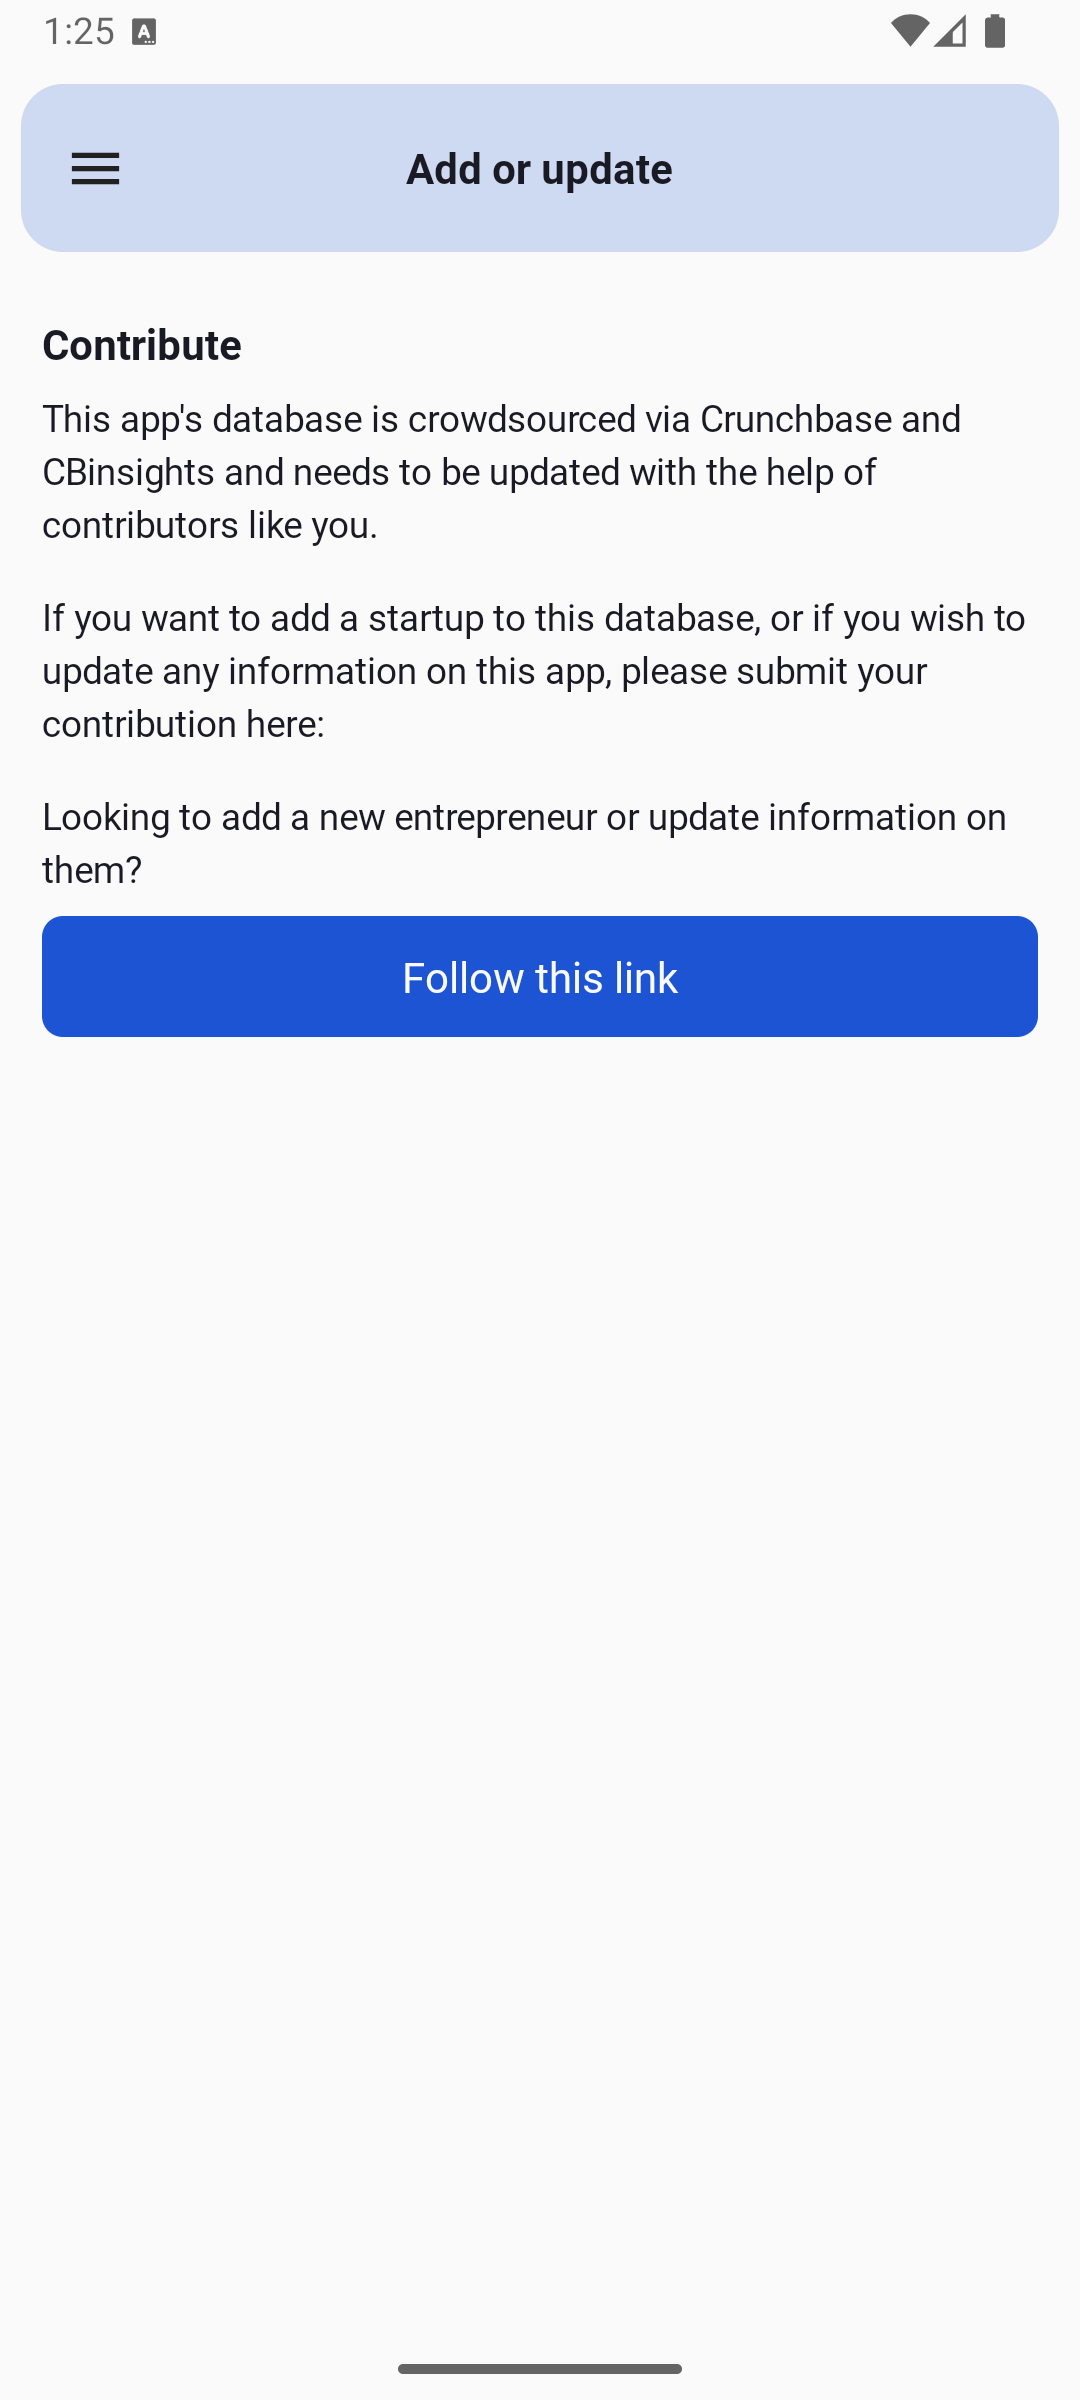 1:25
Add or update
Contribute
This app's database is crowdsourced via Crunchbase and
CBinsights and needs to be updated with the help of
contributors like you.
If you want to add a startup to this database, or if you wish to
update any information on this app, please submit your
contribution here:
Looking to add a new entrepreneur or update information on
them?
Follow this link